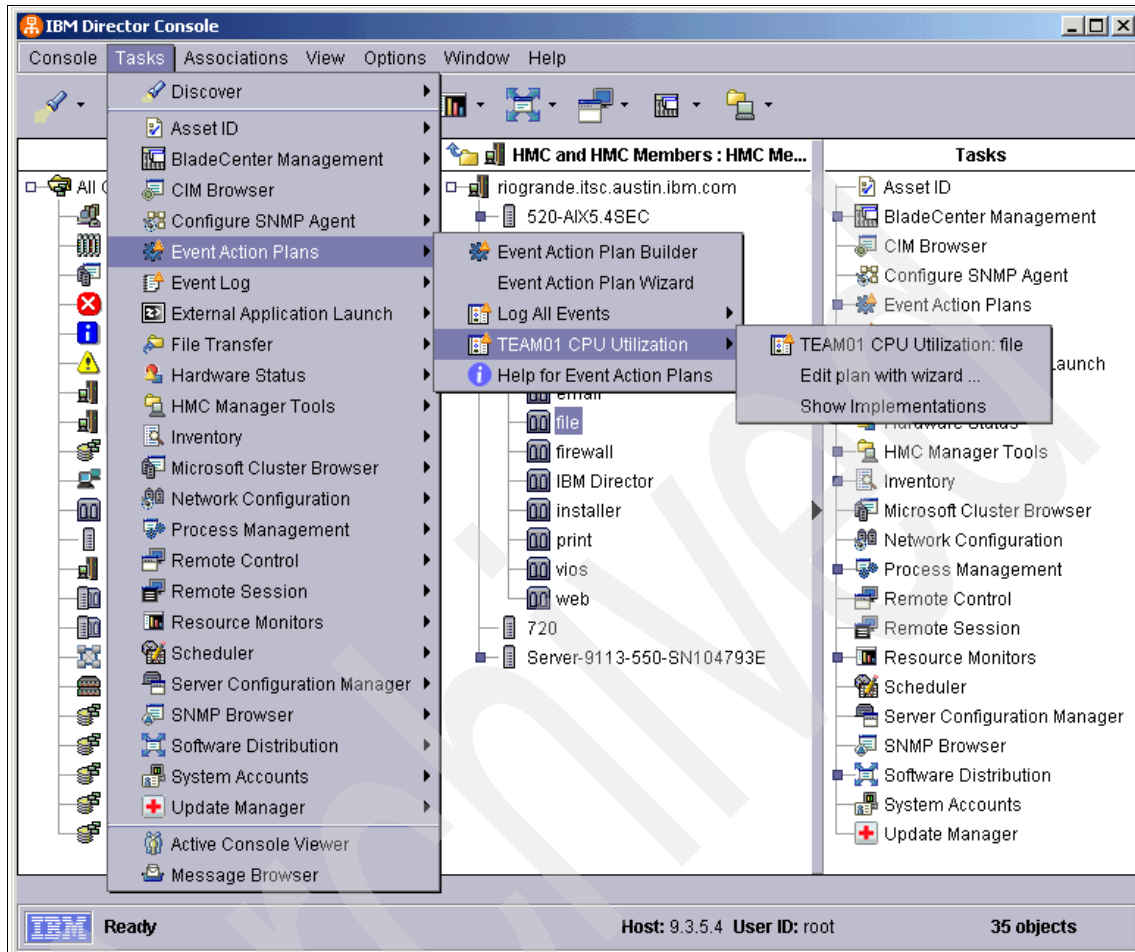 IBM Director Console
Console Tasks Associations View Options Window Help
Discover
Asset ID
BladeCenter Management
CIM Browser
Configure SNMP Agent
Event Action Plans
Event Log
External Application Launch
File Transfer
Hardware Status
HMC Manager Tools
Inventory
Microsoft Cluster Browser
Network Configuration
Process Management
Remote Control
Remote Session
Resource Monitors
Scheduler
Server Configuration Manager
SNMP Browser
Software Distribution
System Accounts
Update Manager
Active Console Viewer
Message Browser
All
Event Action Plan Builder
Event Action Plan Wizard
Log All Events
TEAM01 CPU Utilization
Help for Event Action Plans
TEAM01 CPU Utilization: file
Edit plan with wizard ...
Show Implementations
HMC and HMC Members : HMC Me...
riogrande.itsc.austin.ibm.com
520-AIX5.4SEC
email
file
firewall
IBM Director
installer
print
vios
web
720
Server-9113-550-SN104793E
Tasks
Asset ID
BladeCenter Management
CIM Browser
Configure SNMP Agent
Event Action Plans
Launch
Hardware Status
HMC Manager Tools
Inventory
Microsoft Cluster Browser
Network Configuration
Process Management
Remote Control
Remote Session
Resource Monitors
Scheduler
Server Configuration Manager
SNMP Browser
Software Distribution
System Accounts
Update Manager
IBM Ready Host: 9.3.5.4 User ID: root 35 objects